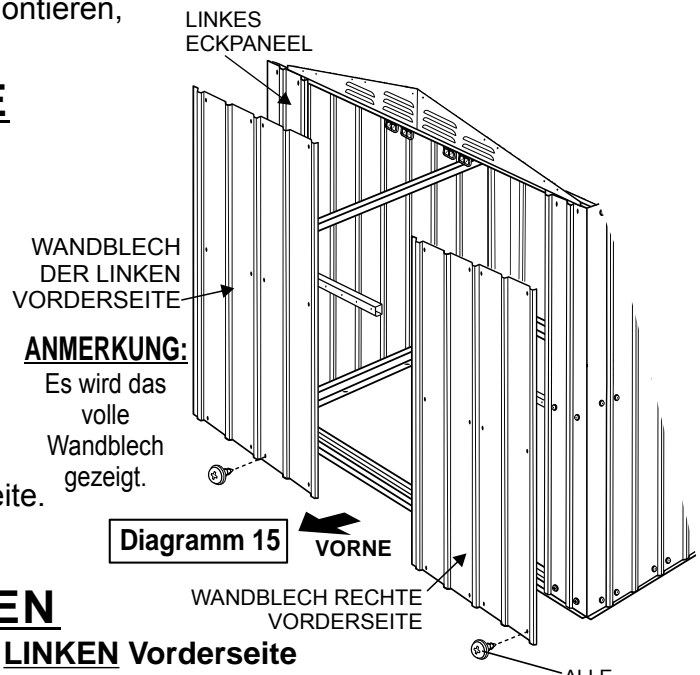 ontieren,
LINKES
ECKPANEEL
E
WANDBLECH
DER LINKEN
VORDERSEITE
ANMERKUNG:
Es wird das
volle
Wandblech
gezeigt.
eite.
Diagramm 15
VORNE
WANDBLECH RECHTE
VORDERSEITE
EN
LINKEN Vorderseite
ALLE